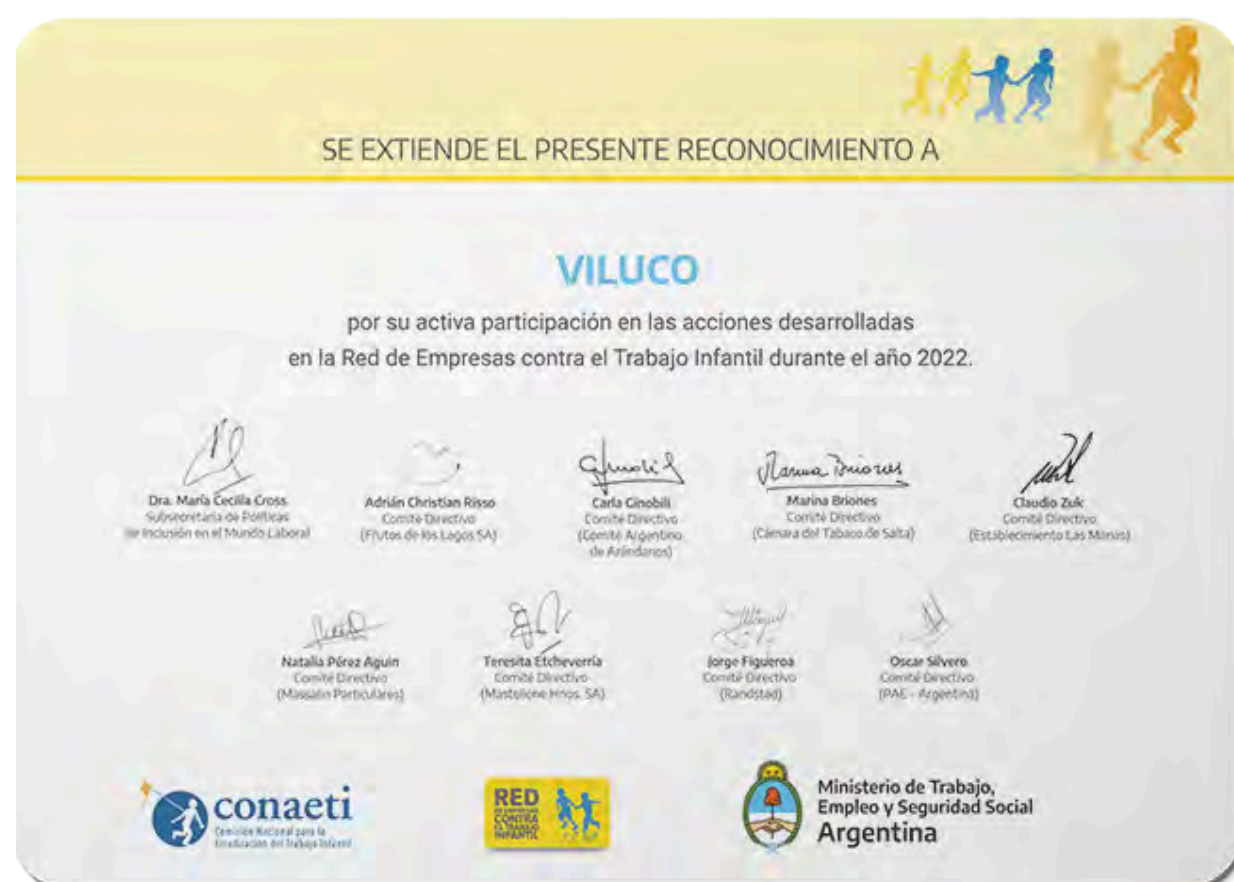 SE EXTIENDE EL PRESENTE RECONOCIMIENTO A
VILUCO
por su activa participación en las acciones desarrolladas
en la Red de Empresas contra el Trabajo Infantil durante el año 2022.
Dra. María Cecilia Cross
Subsecretaria de Políticas
de Inclusión en el Mundo Laboral
Adrián Christian Risso
Comité Directivo
(Frutos de los Lagos SA)
Carla Ginobili
Comité Directivo
(Comité Argentino
de Arándanos)
Marina Briones
Comité Directivo
(Cámara del Tabaco de Salta)
Claudio Zuk
Comité Directivo
(Establecimiento Las Marías)
Natalia Pérez Aguin
Comité Directivo
(Massalin Particulares)
Teresita Etcheverría
Comité Directivo
(Mastellone Hnos. SA)
Jorge Figueroa
Comité Directivo
(Randstad)
Oscar Silvero
Comité Directivo
(PAE - Argentina)
conaeti
Comisión Nacional para la
Erradicación del Trabajo Infantil
RED
DE EMPRESAS
CONTRA
EL TRABAJO
INFANTIL
Ministerio de Trabajo,
Empleo y Seguridad Social
Argentina